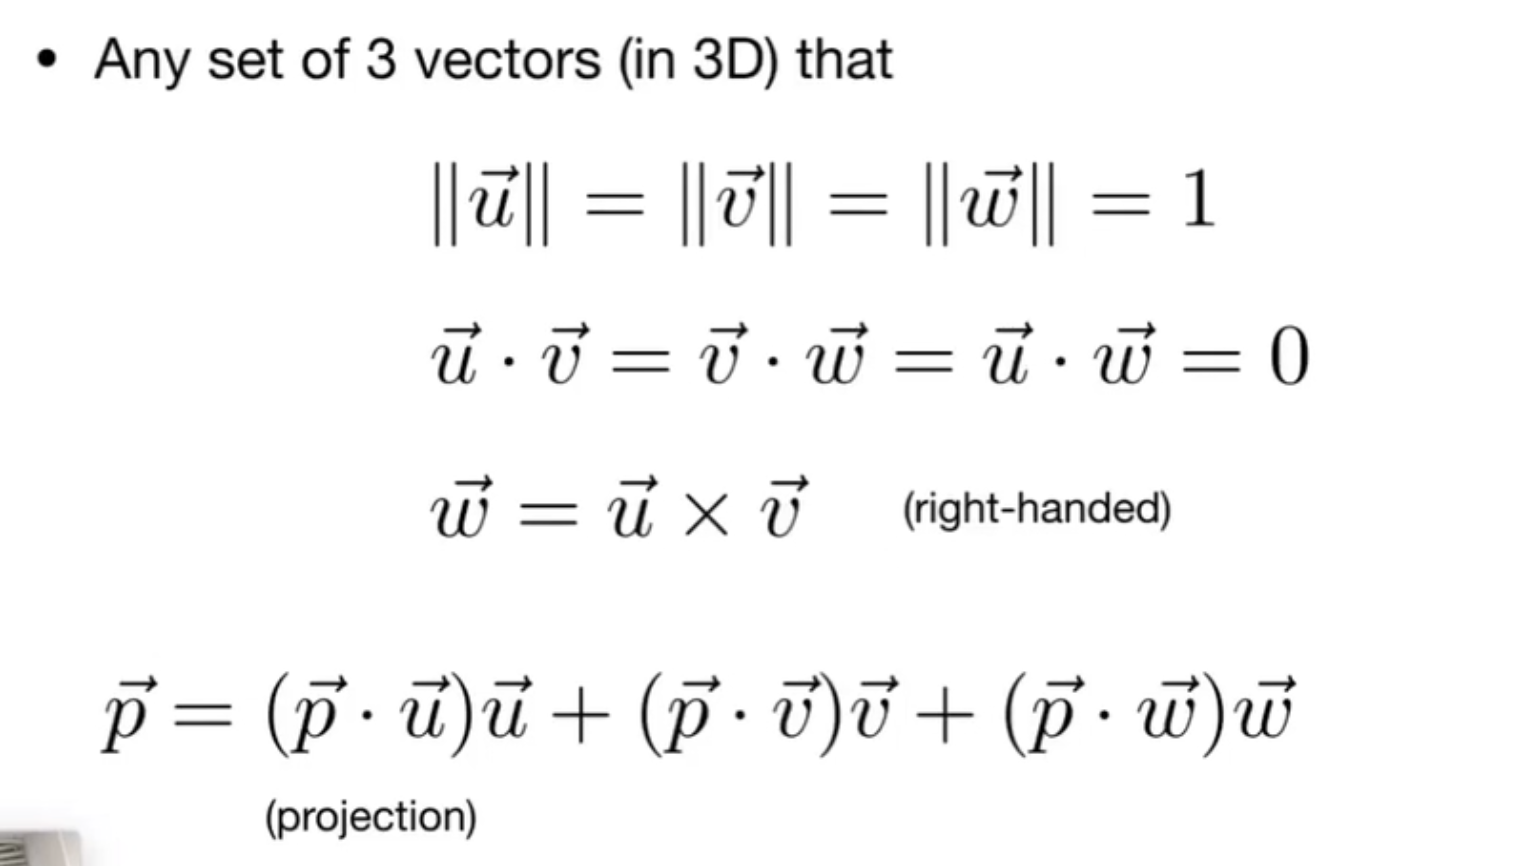 • Any set of 3 vectors (in 3D) that
‖u⃗‖ = ‖v⃗‖ = ‖w⃗‖ = 1
u⃗ · v⃗ = v⃗ · w⃗ = u⃗ · w⃗ = 0
w⃗ = u⃗ × v⃗ (right-handed)
p⃗ = (p⃗ · u⃗)u⃗ + (p⃗ · v⃗)v⃗ + (p⃗ · w⃗)w⃗
(projection)